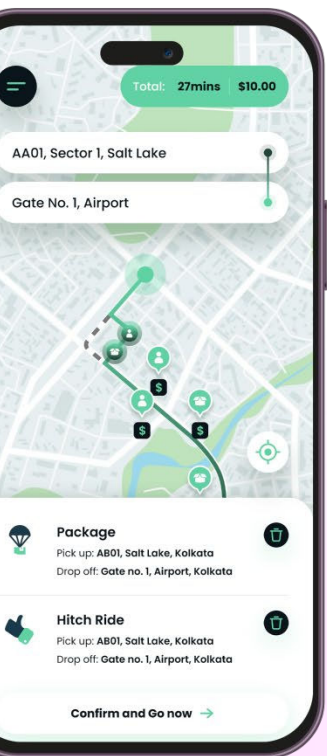 Total: 27mins $10.00
AA01, Sector 1, Salt Lake
Gate No. 1, Airport
$
$ $
Package
Pick up: AB01, Salt Lake, Kolkata
Drop off: Gate no. 1, Airport, Kolkata
Hitch Ride
Pick up: AB01, Salt Lake, Kolkata
Drop off: Gate no. 1, Airport, Kolkata
Confirm and Go now →